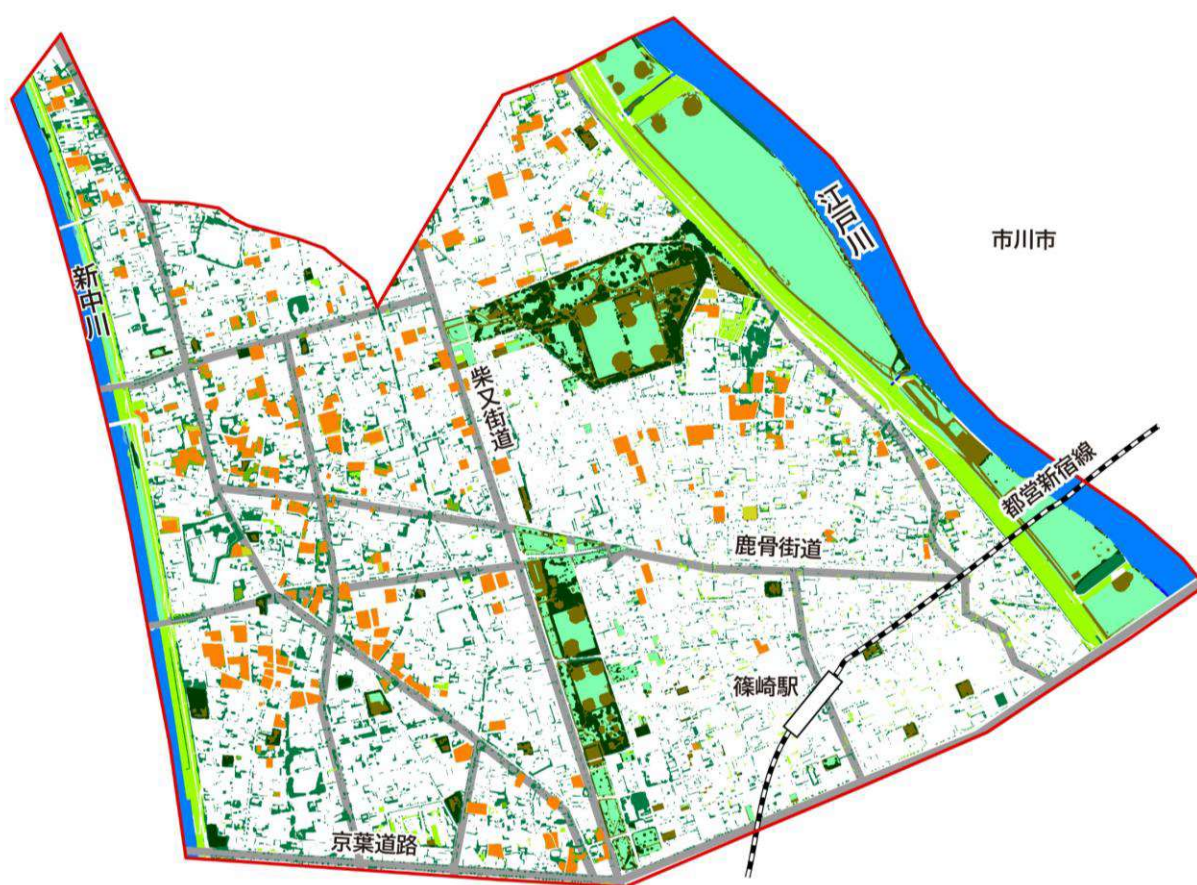 江戸川
市川市
新中川
柴又街道
都営新宿線
鹿骨街道
篠崎駅
京葉道路